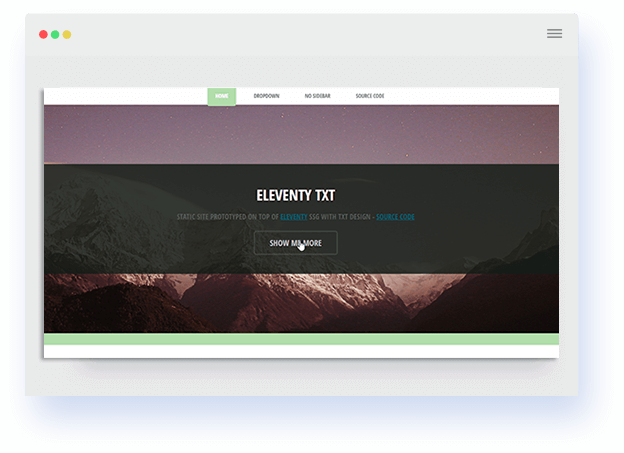 HOME DROPDOWN NO SIDEBAR SOURCE CODE
ELEVENTY TXT
STATIC SITE PROTOTYPED ON TOP OF ELEVENTY SSG WITH TXT DESIGN - SOURCE CODE
SHOW ME MORE